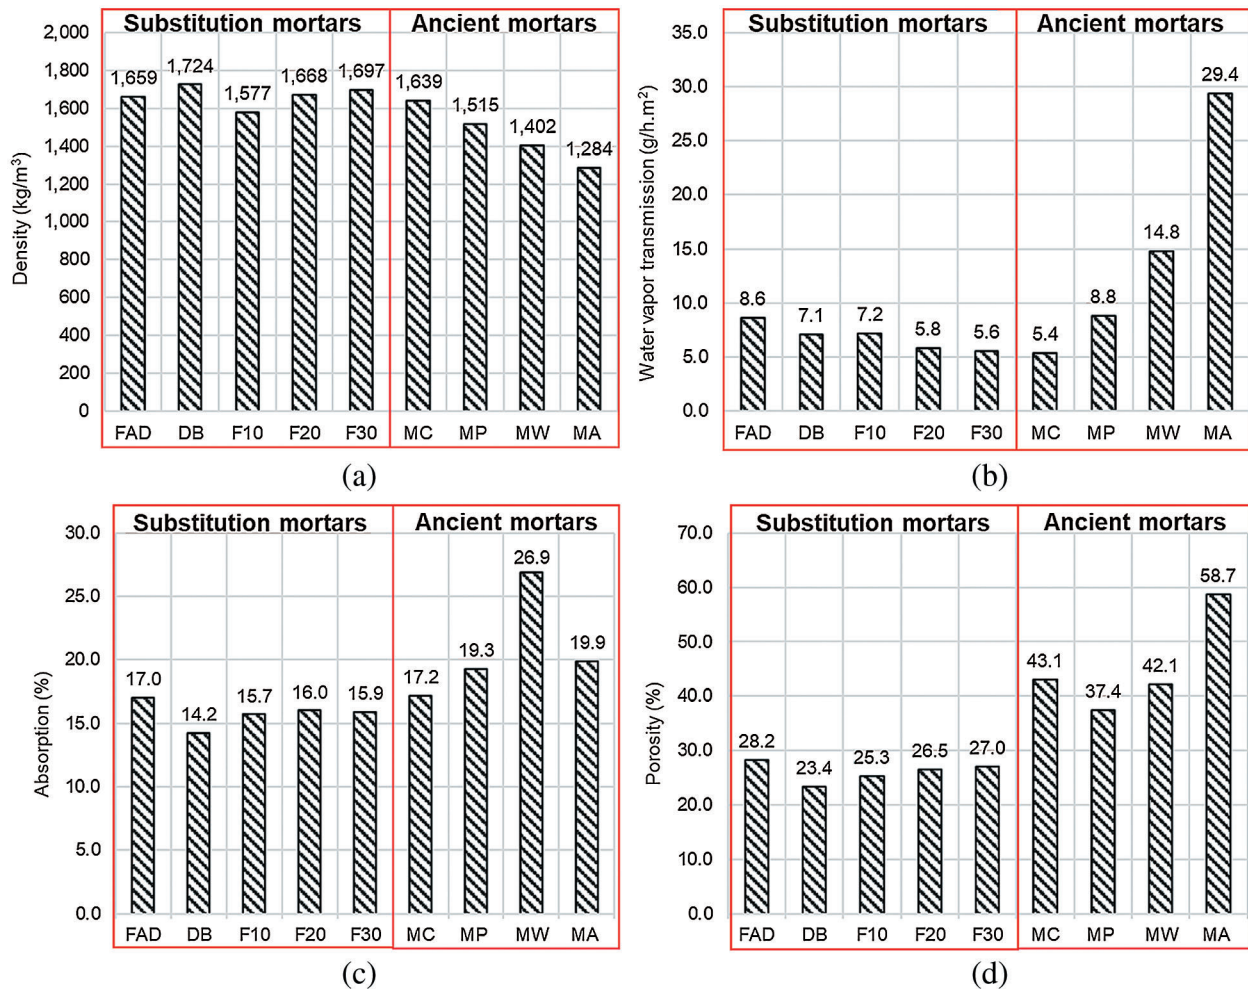 Substitution mortars Ancient mortars
Density (kg/m³)
2,000
1,800
1,600
1,400
1,200
1,000
800
600
400
200
0
1,659 1,724 1,577 1,668 1,697 1,639 1,515 1,402 1,284
FAD DB F10 F20 F30 MC MP MW MA
(a)
Substitution mortars Ancient mortars
Water vapor transmission (g/h.m²)
35.0
30.0
25.0
20.0
15.0
10.0
5.0
0.0
8.6 7.1 7.2 5.8 5.6 5.4 8.8 14.8 29.4
FAD DB F10 F20 F30 MC MP MW MA
(b)
Substitution mortars Ancient mortars
Absorption (%)
30.0
25.0
20.0
15.0
10.0
5.0
0.0
17.0 14.2 15.7 16.0 15.9 17.2 19.3 26.9 19.9
FAD DB F10 F20 F30 MC MP MW MA
(c)
Substitution mortars Ancient mortars
Porosity (%)
70.0
60.0
50.0
40.0
30.0
20.0
10.0
0.0
28.2 23.4 25.3 26.5 27.0 43.1 37.4 42.1 58.7
FAD DB F10 F20 F30 MC MP MW MA
(d)